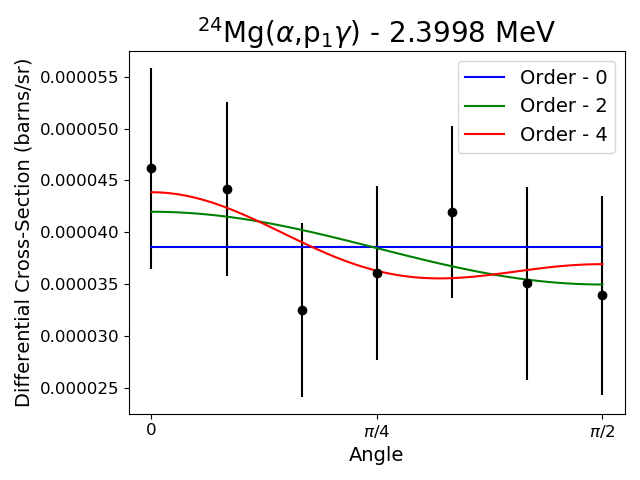 ²⁴Mg(α,p₁γ) - 2.3998 MeV
Differential Cross-Section (barns/sr)
0.000055
0.000050
0.000045
0.000040
0.000035
0.000030
0.000025
Order - 0
Order - 2
Order - 4
0 π/4 π/2
Angle